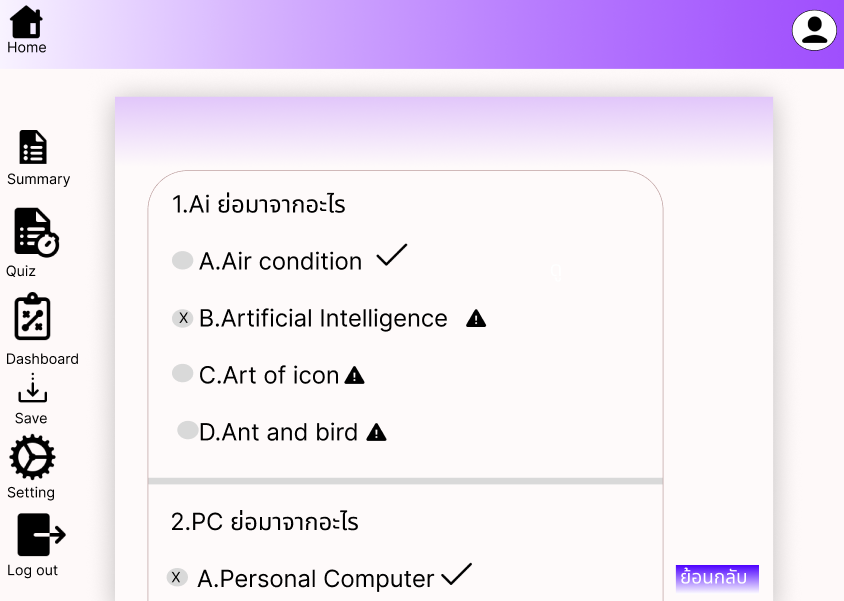 Home
Summary
Quiz
Dashboard
Save
Setting
Log out
1.Ai ย่อมาจากอะไร
A.Air condition
X B.Artificial Intelligence
C.Art of icon
D.Ant and bird
2.PC ย่อมาจากอะไร
X A.Personal Computer
ย้อนกลับ